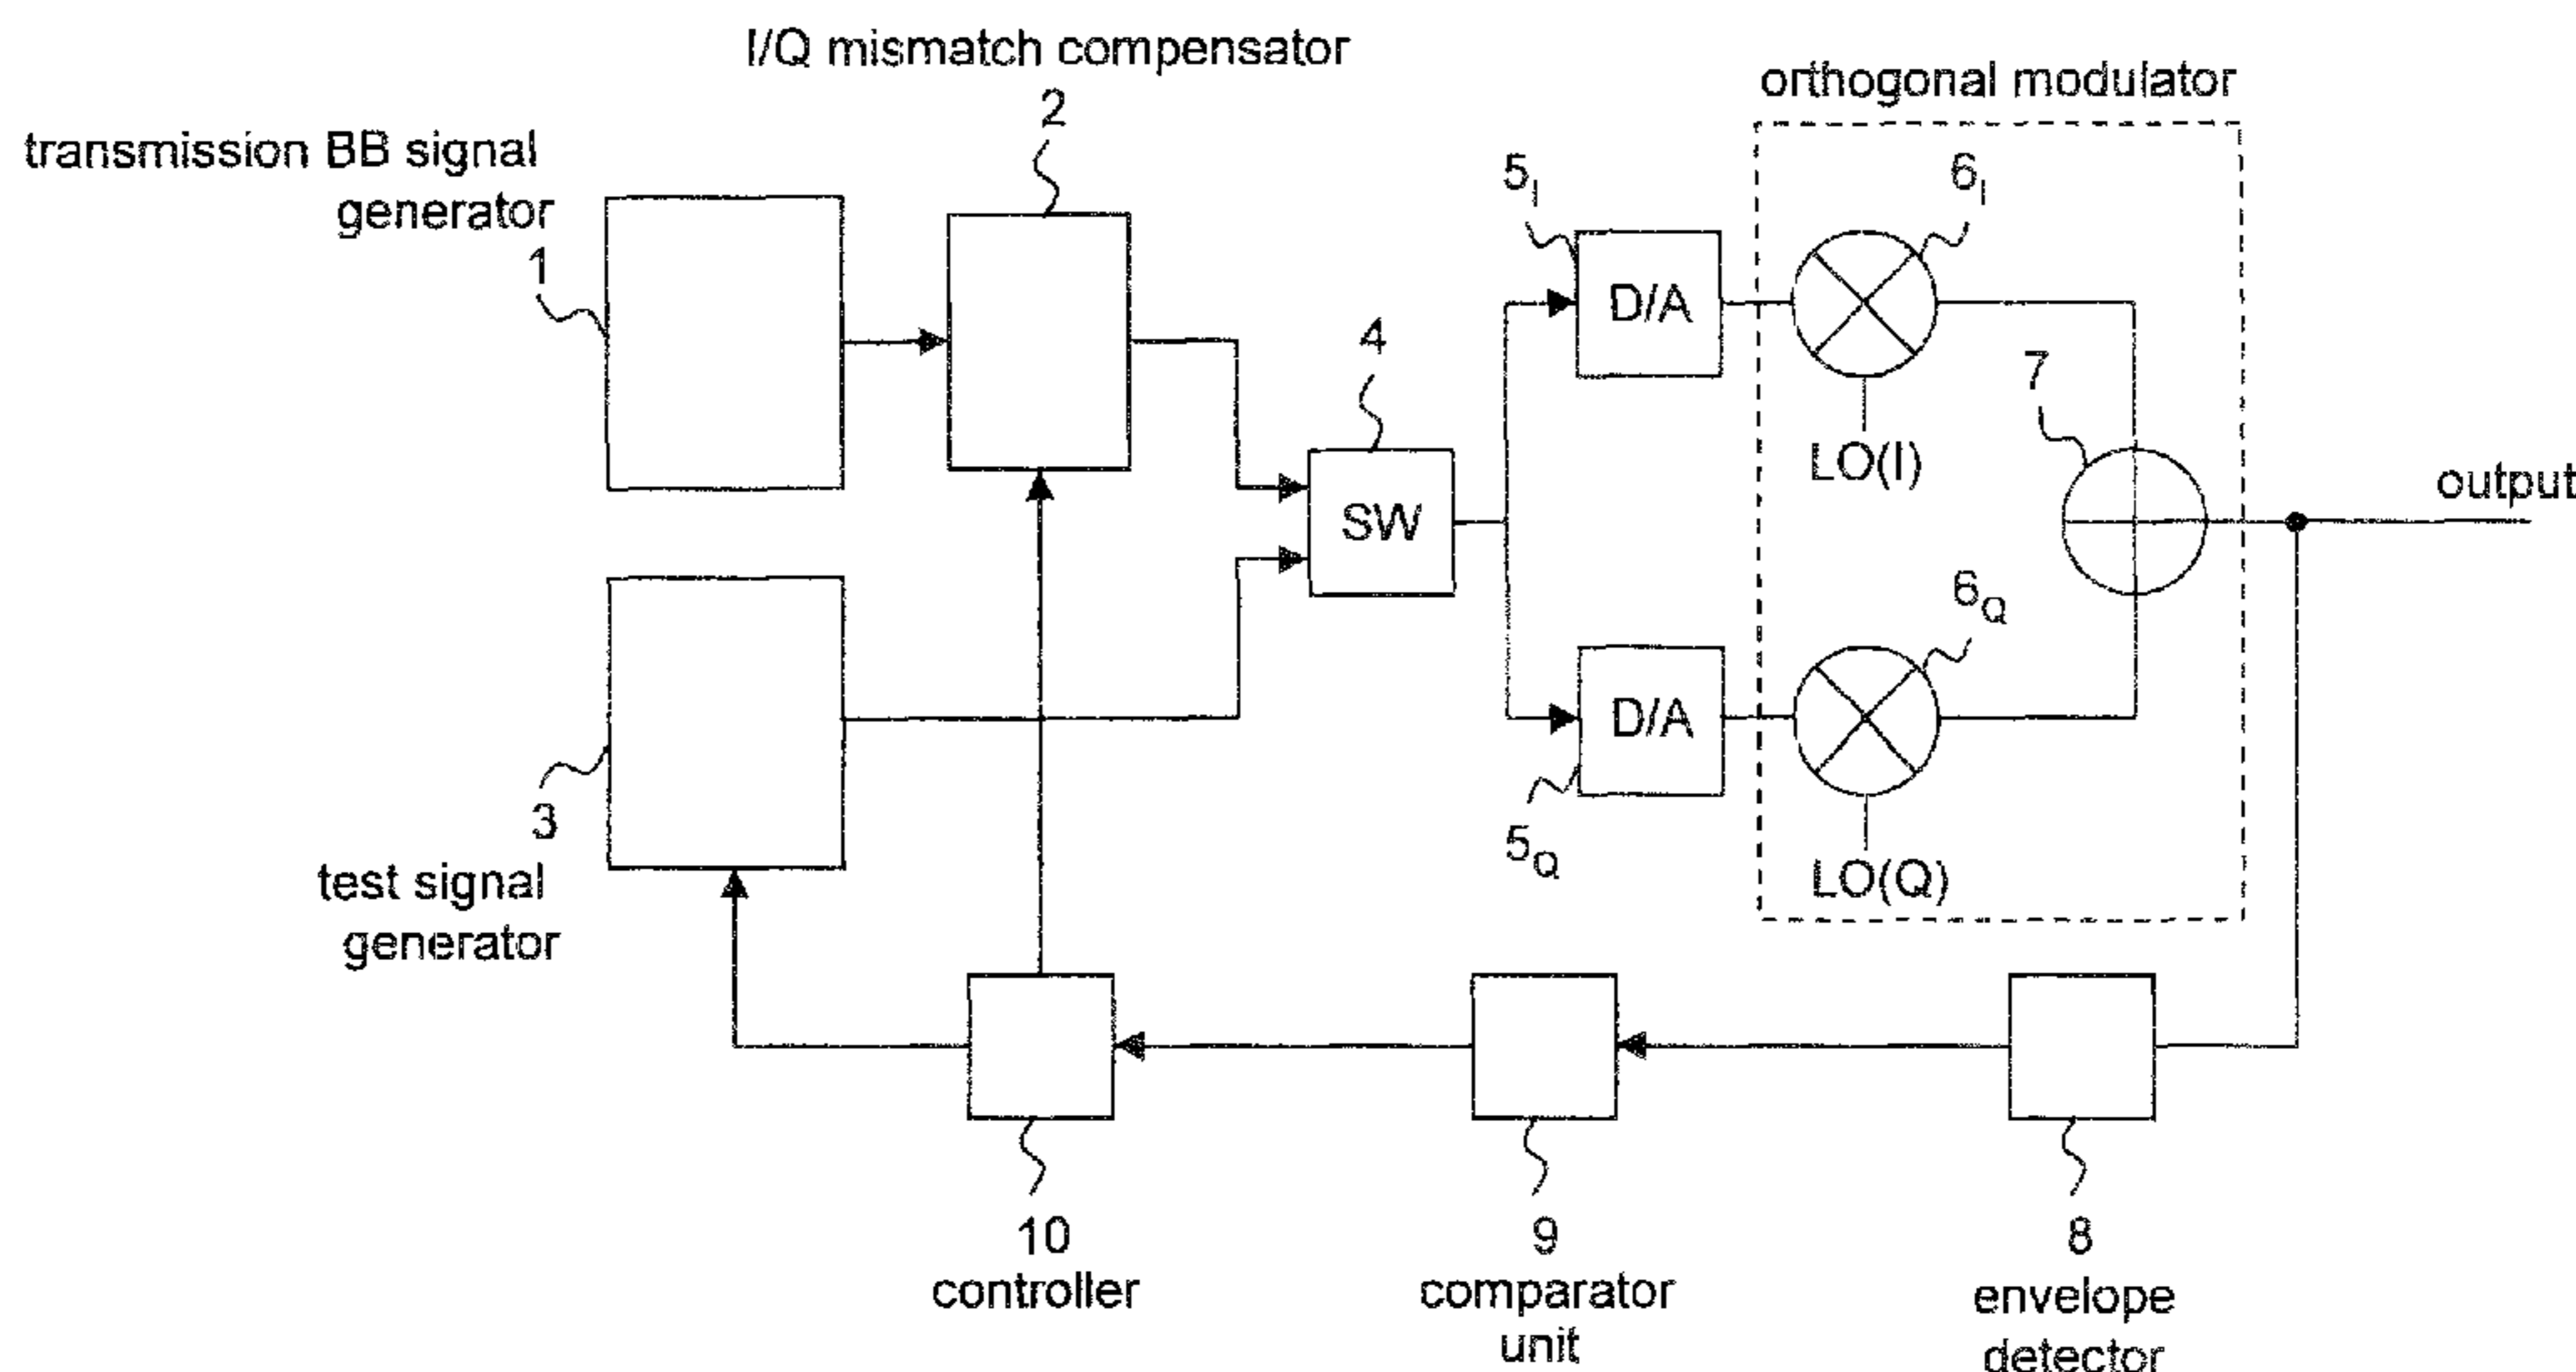 I/Q mismatch compensator
2
orthogonal modulator
transmission BB signal
generator
1
5I
6I
D/A
4
LO(I)
7
output
SW
6Q
D/A
5Q
LO(Q)
3
test signal
generator
10
controller
9
comparator
unit
8
envelope
detector